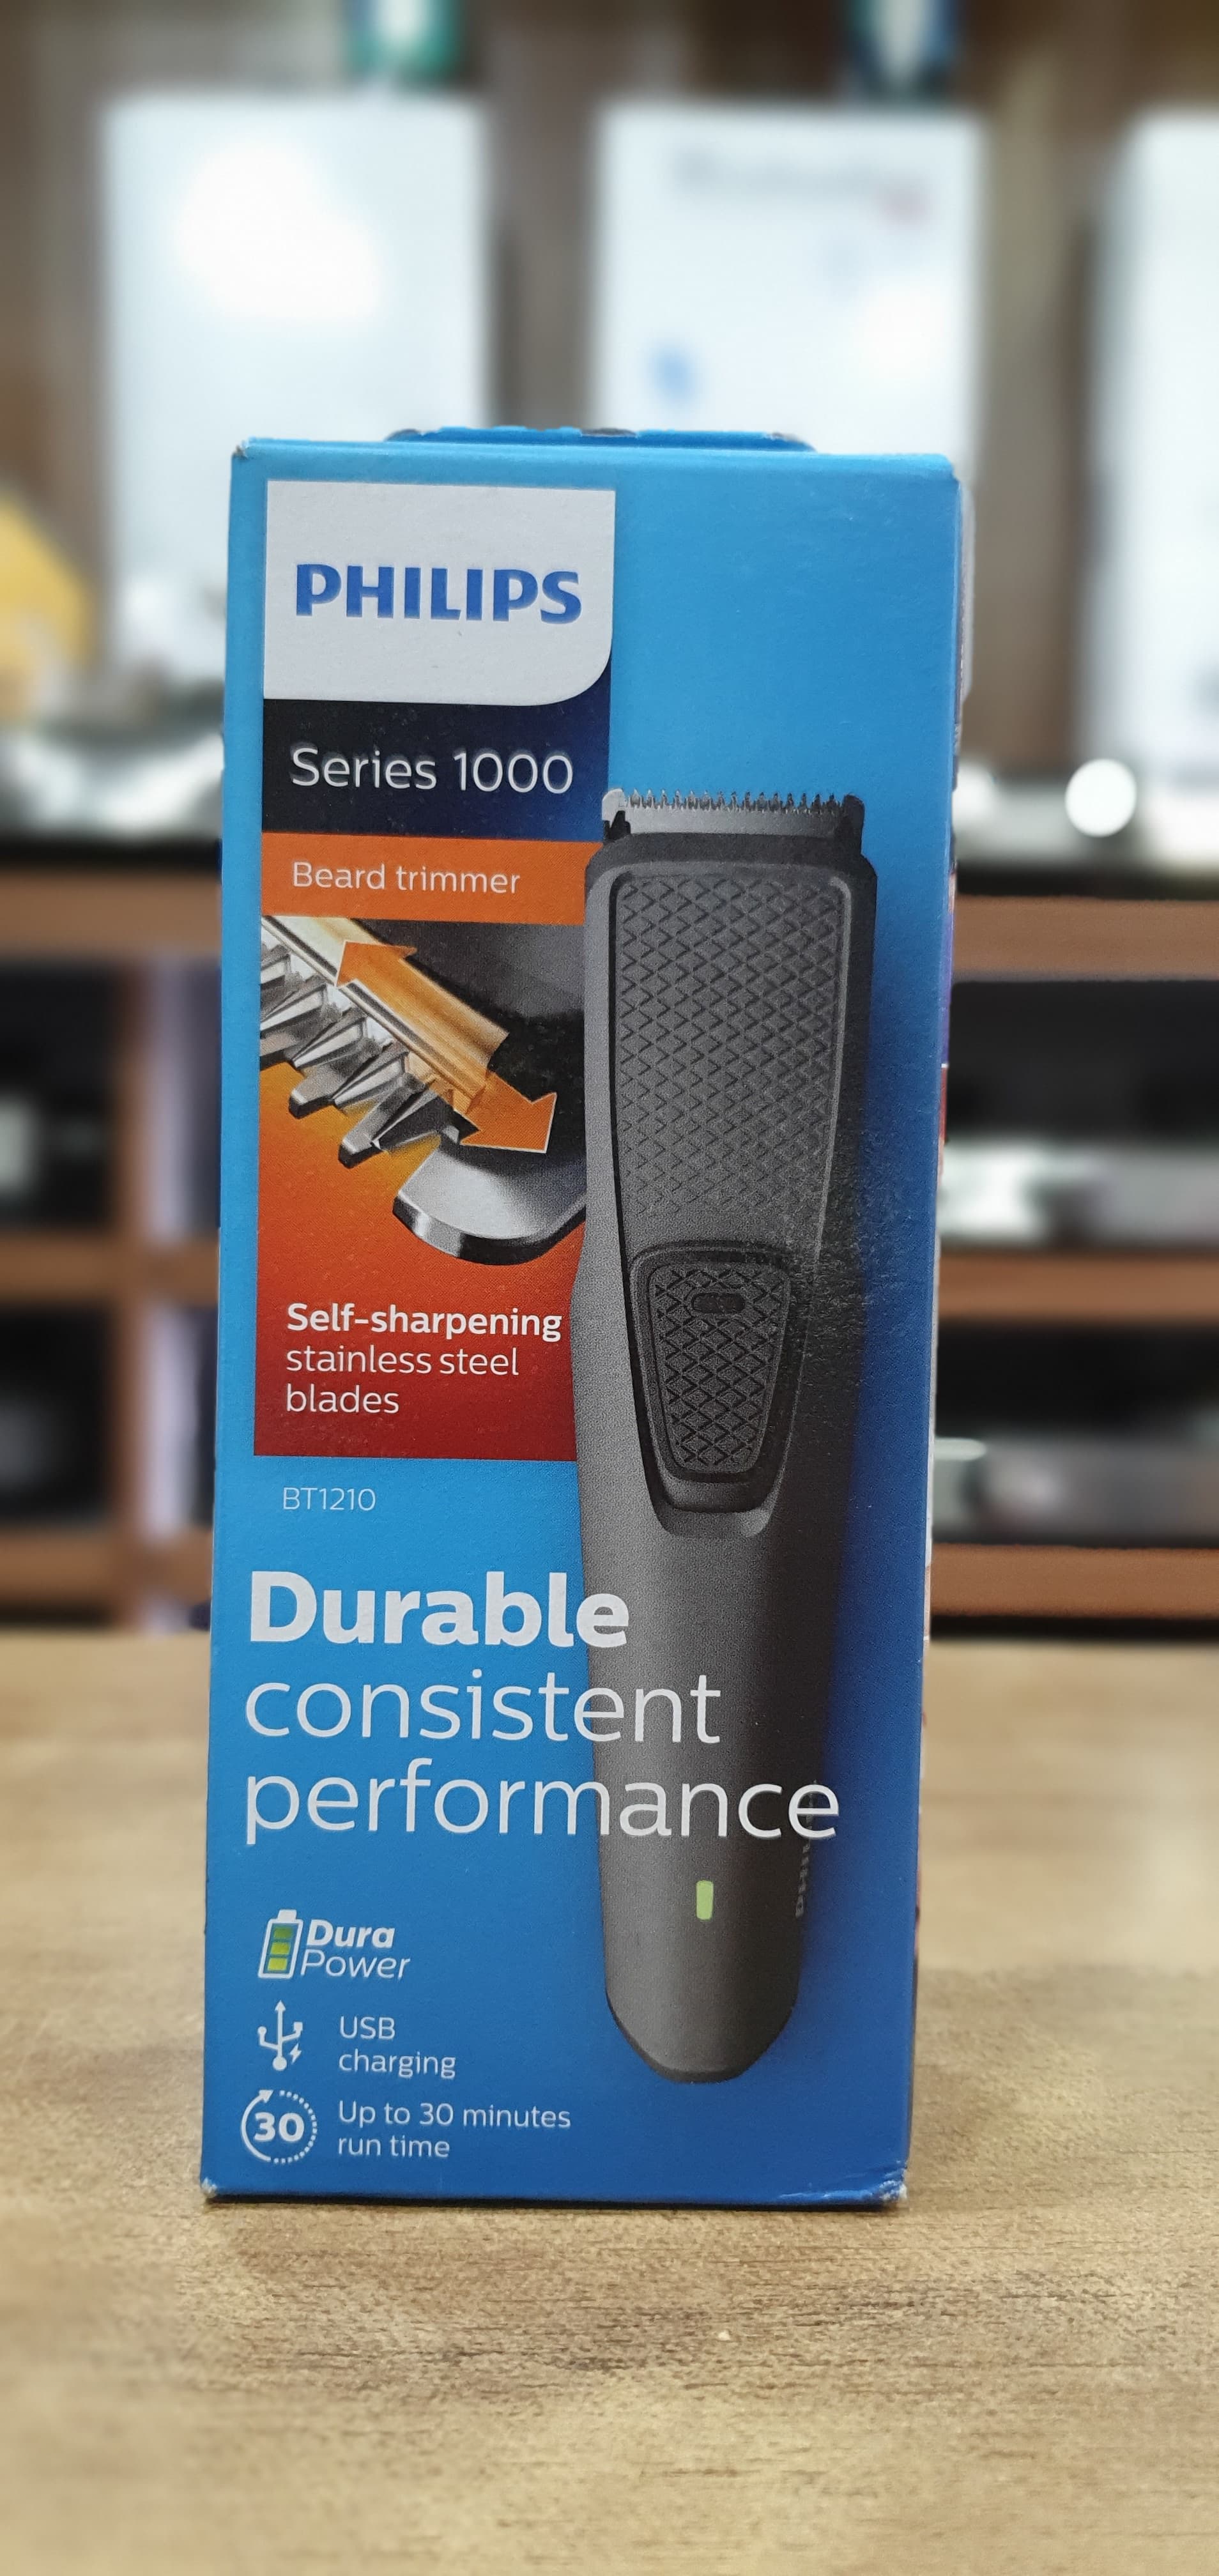 PHILIPS
Series 1000
Beard trimmer
Self-sharpening
stainless steel
blades
BT1210
Durable
consistent
performance
Dura
Power
USB
charging
30
Up to 30 minutes
run time